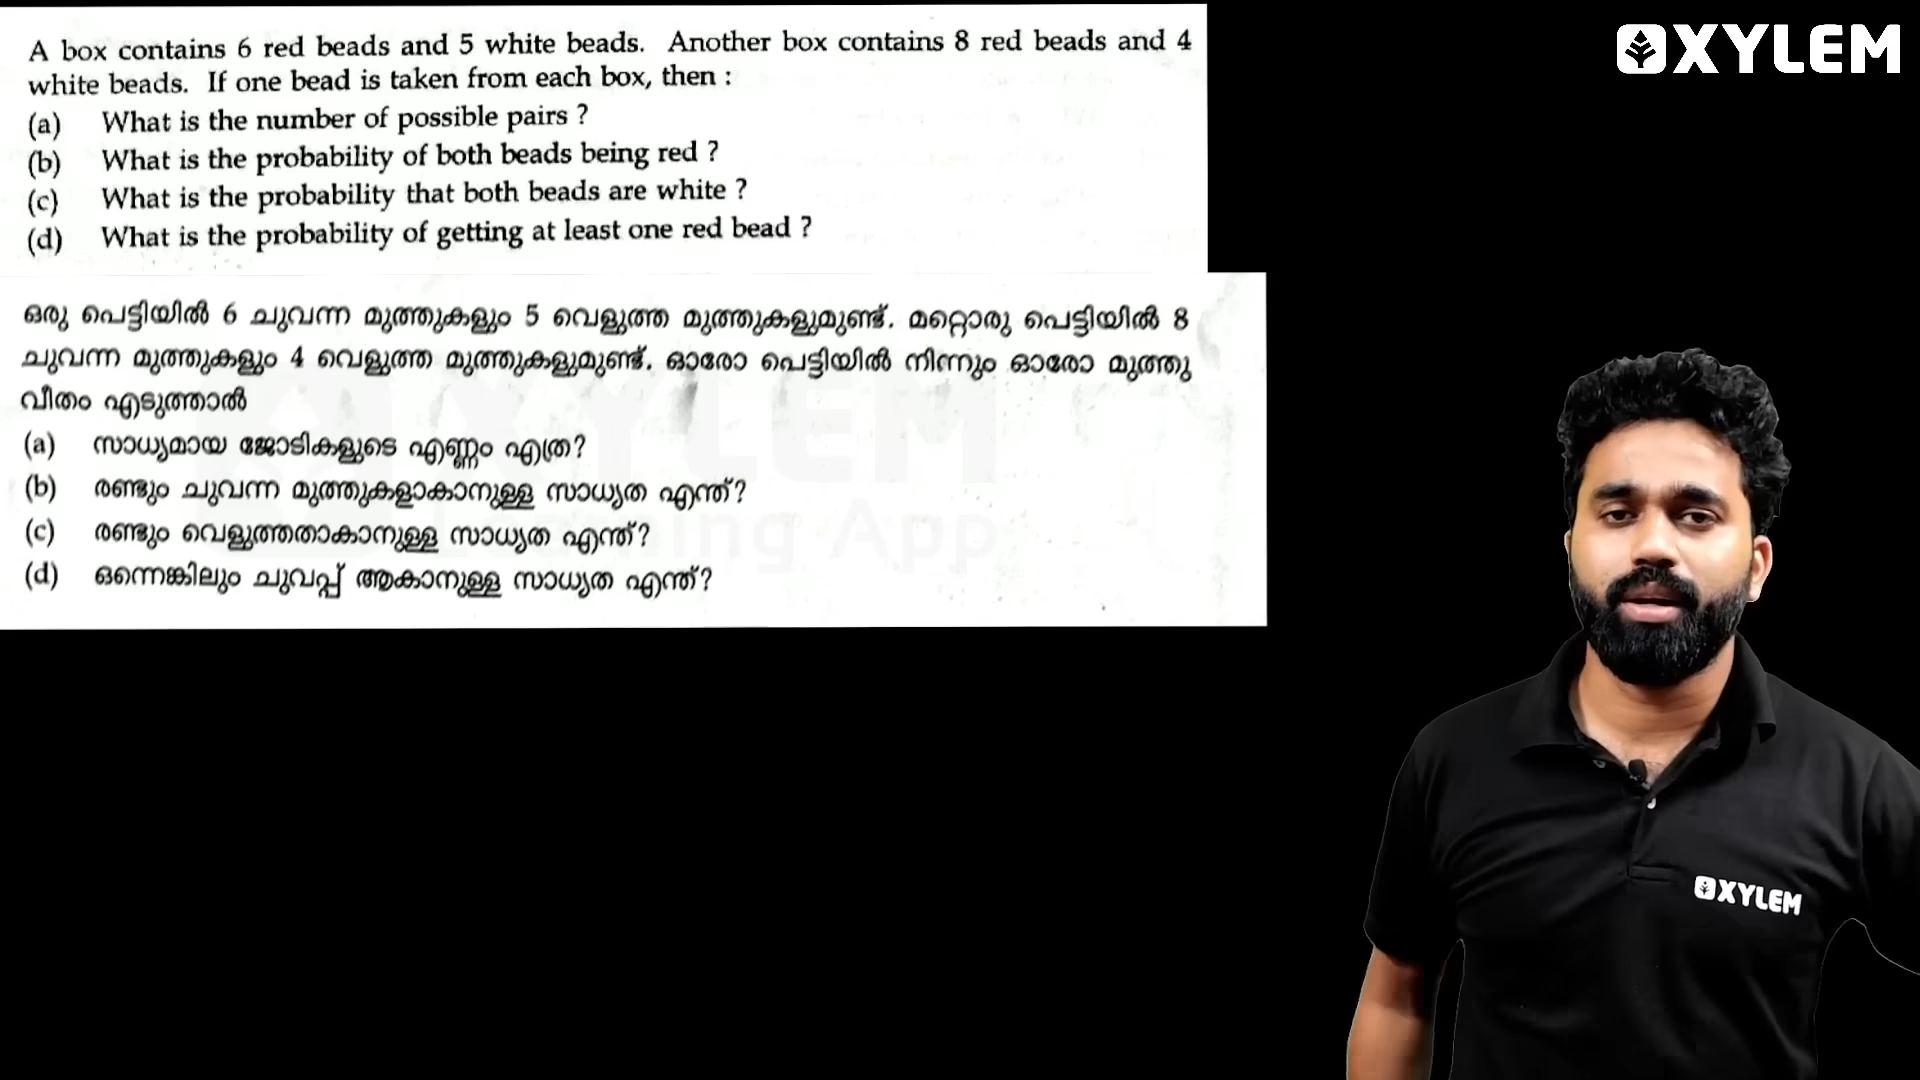 A box contains 6 red beads and 5 white beads. Another box contains 8 red beads and 4
white beads. If one bead is taken from each box, then :
(a) What is the number of possible pairs ?
(b) What is the probability of both beads being red ?
(c) What is the probability that both beads are white ?
(d) What is the probability of getting at least one red bead ?
ഒരു പെട്ടിയിൽ 6 ചുവന്ന മുത്തുകളും 5 വെളുത്ത മുത്തുകളുമുണ്ട്. മറ്റൊരു പെട്ടിയിൽ 8
ചുവന്ന മുത്തുകളും 4 വെളുത്ത മുത്തുകളുമുണ്ട്. ഓരോ പെട്ടിയിൽ നിന്നും ഓരോ മുത്തു
വീതം എടുത്താൽ
(a) സാധ്യമായ ജോടികളുടെ എണ്ണം എത്ര?
(b) രണ്ടും ചുവന്ന മുത്തുകളാകാനുള്ള സാധ്യത എന്ത്?
(c) രണ്ടും വെളുത്തതാകാനുള്ള സാധ്യത എന്ത്?
(d) ഒന്നെങ്കിലും ചുവപ്പ് ആകാനുള്ള സാധ്യത എന്ത്?
XYLEM
Learning App
XYLEM
XYLEM